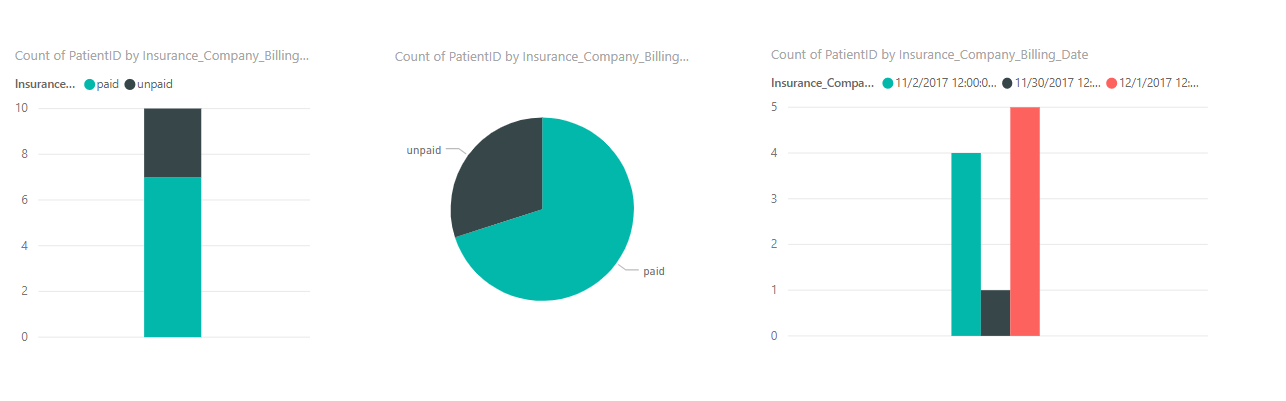 Count of PatientID by Insurance_Company_Billing...
Insurance... paid unpaid
10
8
6
4
2
0
Count of PatientID by Insurance_Company_Billing...
unpaid
paid
Count of PatientID by Insurance_Company_Billing_Date
Insurance_Compa... 11/2/2017 12:00:0... 11/30/2017 12:... 12/1/2017 12:...
5
4
3
2
1
0